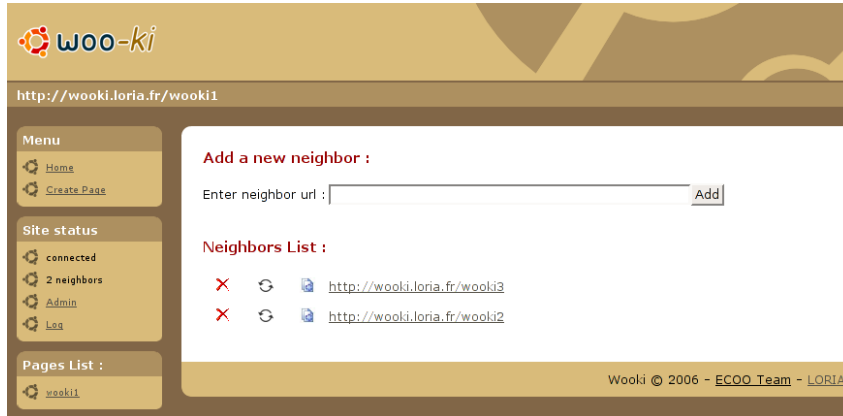 woo-ki
http://wooki.loria.fr/wooki1
Menu
Home
Create Page
Site status
connected
2 neighbors
Admin
Log
Pages List :
wooki1
Add a new neighbor :
Enter neighbor url : Add
Neighbors List :
http://wooki.loria.fr/wooki3
http://wooki.loria.fr/wooki2
Wooki © 2006 - ECOO Team - LORIA